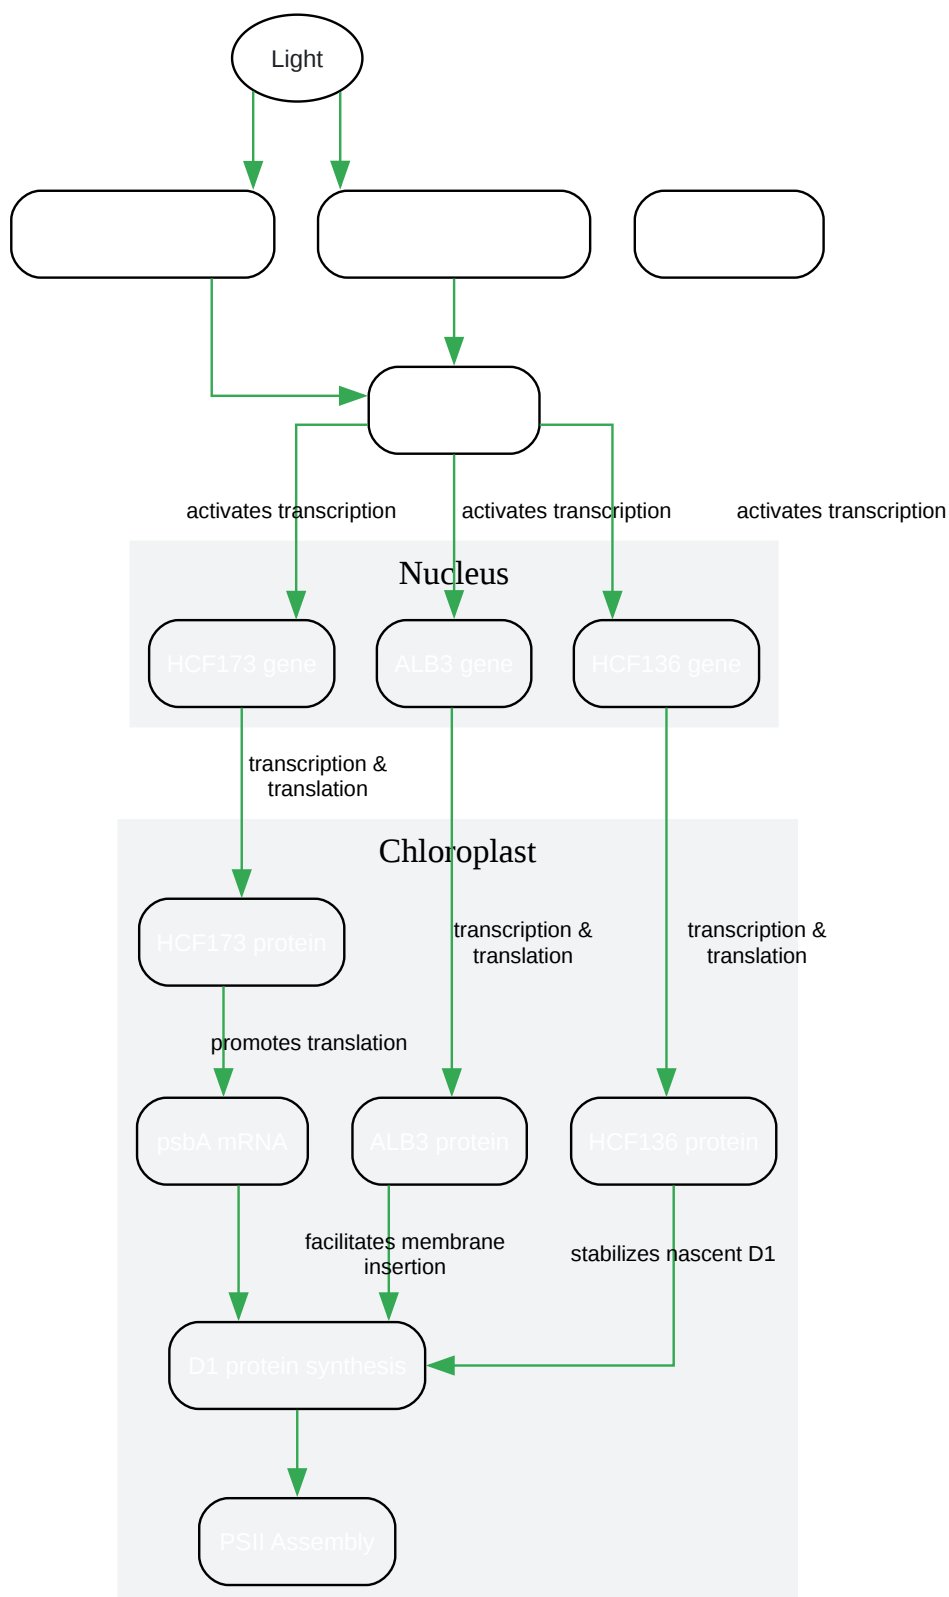 Light
activates transcription
activates transcription
activates transcription
Nucleus
HCF173 gene
ALB3 gene
HCF136 gene
transcription &
translation
Chloroplast
transcription &
translation
transcription &
translation
HCF173 protein
promotes translation
psbA mRNA
ALB3 protein
HCF136 protein
facilitates membrane
insertion
stabilizes nascent D1
D1 protein synthesis
PSII Assembly